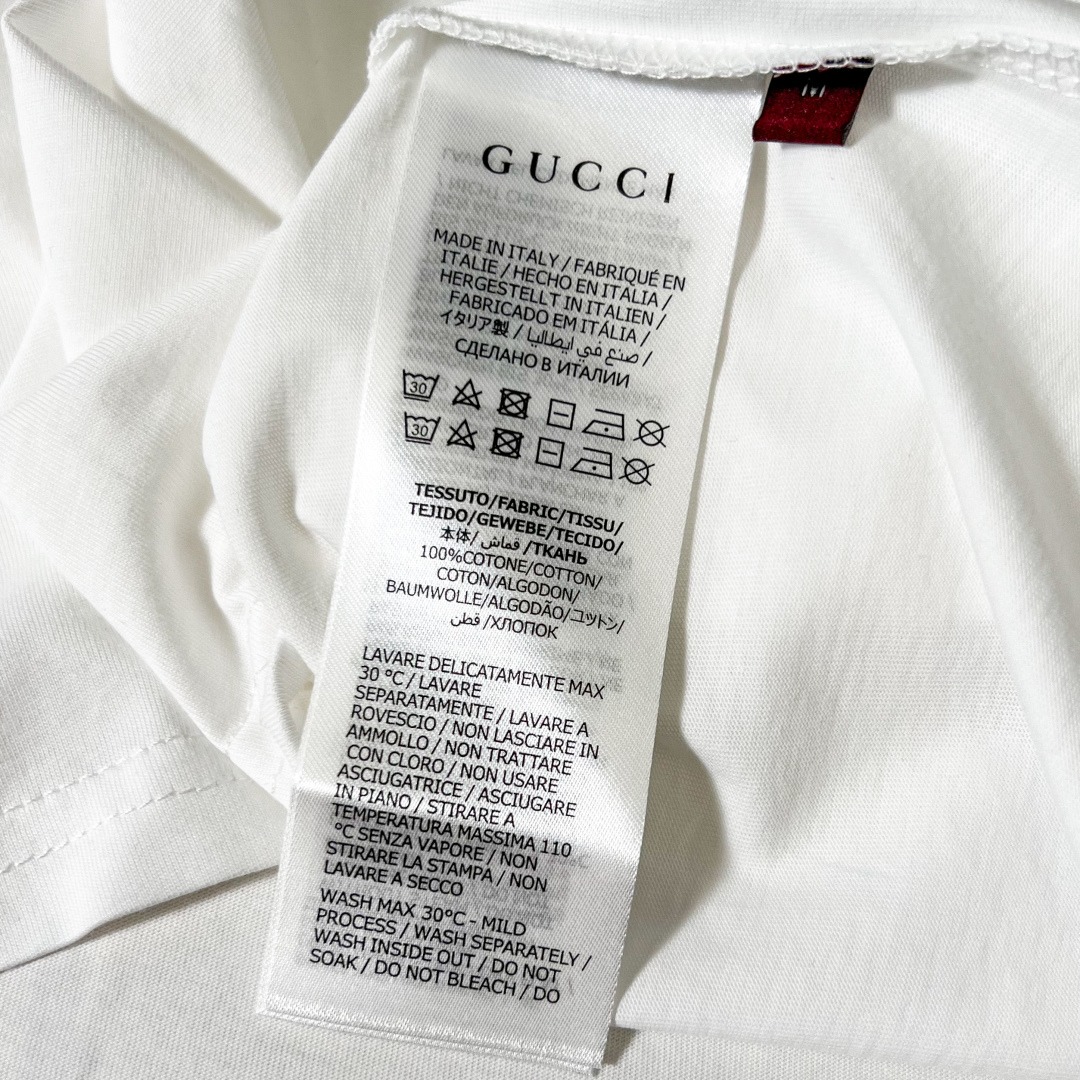 GUCCI
MADE IN ITALY / FABRIQUÉ EN
ITALIE / HECHO EN ITALIA /
HERGESTELLT IN ITALIEN /
FABRICADO EM ITÁLIA /
イタリア製 / صنع في ايطاليا /
СДЕЛАНО В ИТАЛИИ
30
30
TESSUTO/FABRIC/TISSU/
TEJIDO/GEWEBE/TECIDO/
本体/ قماش /ТКАНЬ
100%COTONE/COTTON/
COTON/ALGODON/
BAUMWOLLE/ALGODÃO/コットン/
قطن /ХЛОПОК
LAVARE DELICATAMENTE MAX
30 °C / LAVARE
SEPARATAMENTE / LAVARE A
ROVESCIO / NON LASCIARE IN
AMMOLLO / NON TRATTARE
CON CLORO / NON USARE
ASCIUGATRICE / ASCIUGARE
IN PIANO / STIRARE A
TEMPERATURA MASSIMA 110
°C SENZA VAPORE / NON
STIRARE LA STAMPA / NON
LAVARE A SECCO
WASH MAX 30°C - MILD
PROCESS / WASH SEPARATELY /
WASH INSIDE OUT / DO NOT
SOAK / DO NOT BLEACH / DO